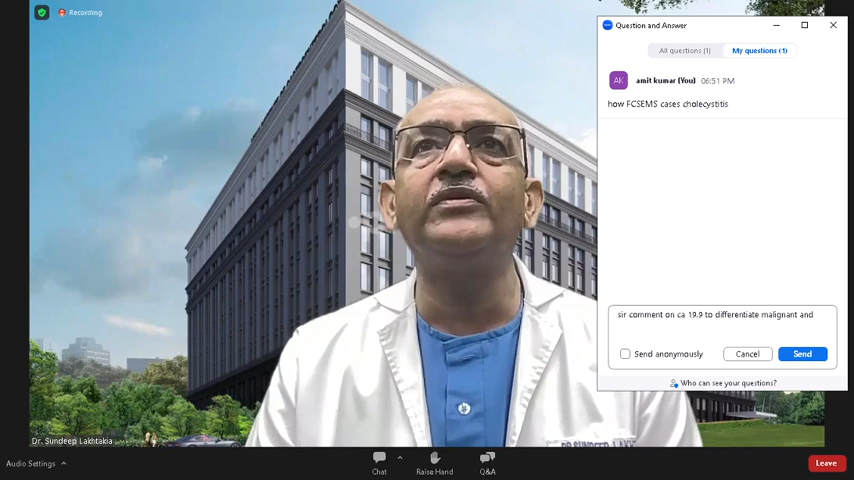 Recording
Question and Answer
All questions (1)
My questions (1)
AK
amit kumar (You) 06:51 PM
how FCSEMS cases cholecystitis
sir comment on ca 19.9 to differentiate malignant and
Send anonymously
Cancel
Send
Who can see your questions?
Dr. Sundeep Lakhtakia
Audio Settings
Chat
Raise Hand
Q&A
Leave